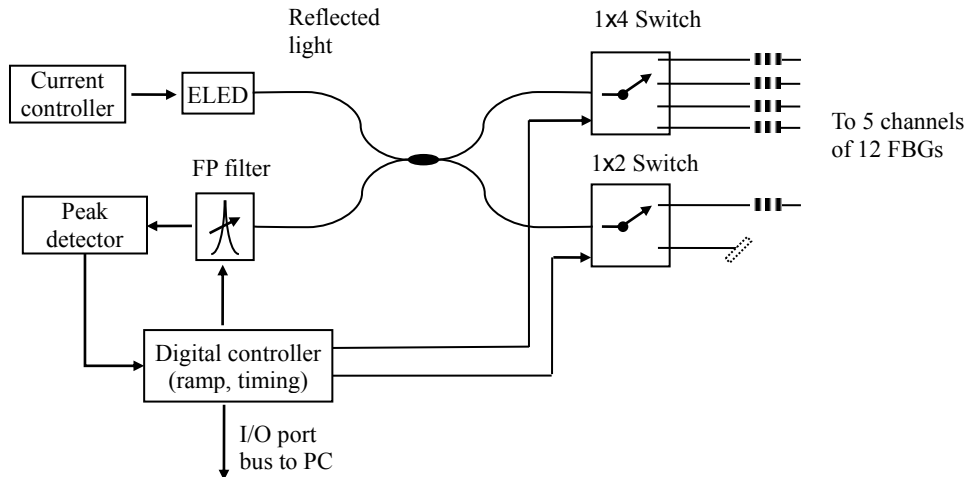 Reflected
light
1x4 Switch
Current
controller
ELED
To 5 channels
of 12 FBGs
FP filter
1x2 Switch
Peak
detector
Digital controller
(ramp, timing)
I/O port
bus to PC